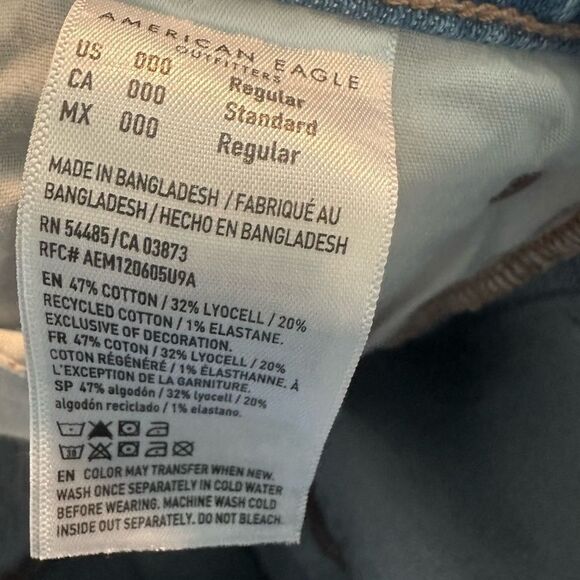 AMERICAN EAGLE
OUTFITTERS
US 000 Regular
CA 000 Standard
MX 000 Regular
MADE IN BANGLADESH / FABRIQUÉ AU
BANGLADESH / HECHO EN BANGLADESH
RN 54485/CA 03873
RFC# AEM120605U9A
EN 47% COTTON / 32% LYOCELL / 20%
RECYCLED COTTON / 1% ELASTANE.
EXCLUSIVE OF DECORATION.
FR 47% COTON / 32% LYOCELL / 20%
COTON RÉGÉNÉRÉ / 1% ÉLASTHANNE. À
L'EXCEPTION DE LA GARNITURE.
SP 47% algodón / 32% lyocell / 20%
algodón reciclado / 1% elastano.
30
EN COLOR MAY TRANSFER WHEN NEW.
WASH ONCE SEPARATELY IN COLD WATER
BEFORE WEARING. MACHINE WASH COLD
INSIDE OUT SEPARATELY. DO NOT BLEACH.